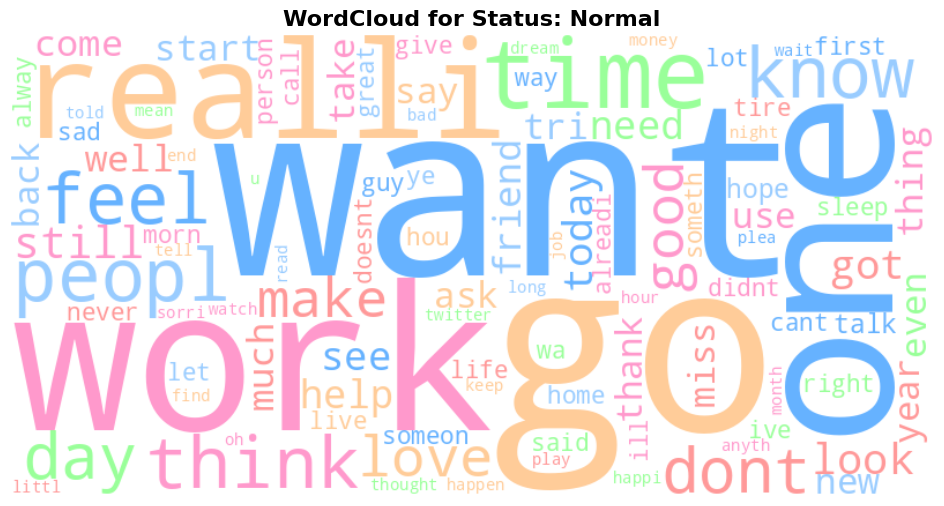 WordCloud for Status: Normal
come
start
person
call
take
great
give
say
dream
way
money
lot
wait
first
know
time
realli
alway
told
mean
sad
bad
tri
need
tire
night
well
end
back
feel
want
one
u
guy
ye
friend
today
good
someth
hope
use
sleep
thing
plea
still
morn
tell
read
doesnt
hou
job
alreadi
got
peopl
never
sorri
watch
make
ask
twitter
long
hour
didnt
cant
talk
even
work
go
much
see
wa
ill
thank
miss
let
find
help
live
life
keep
home
month
right
year
day
think
oh
someon
love
said
play
ive
anyth
dont
look
new
littl
thought
happen
happi